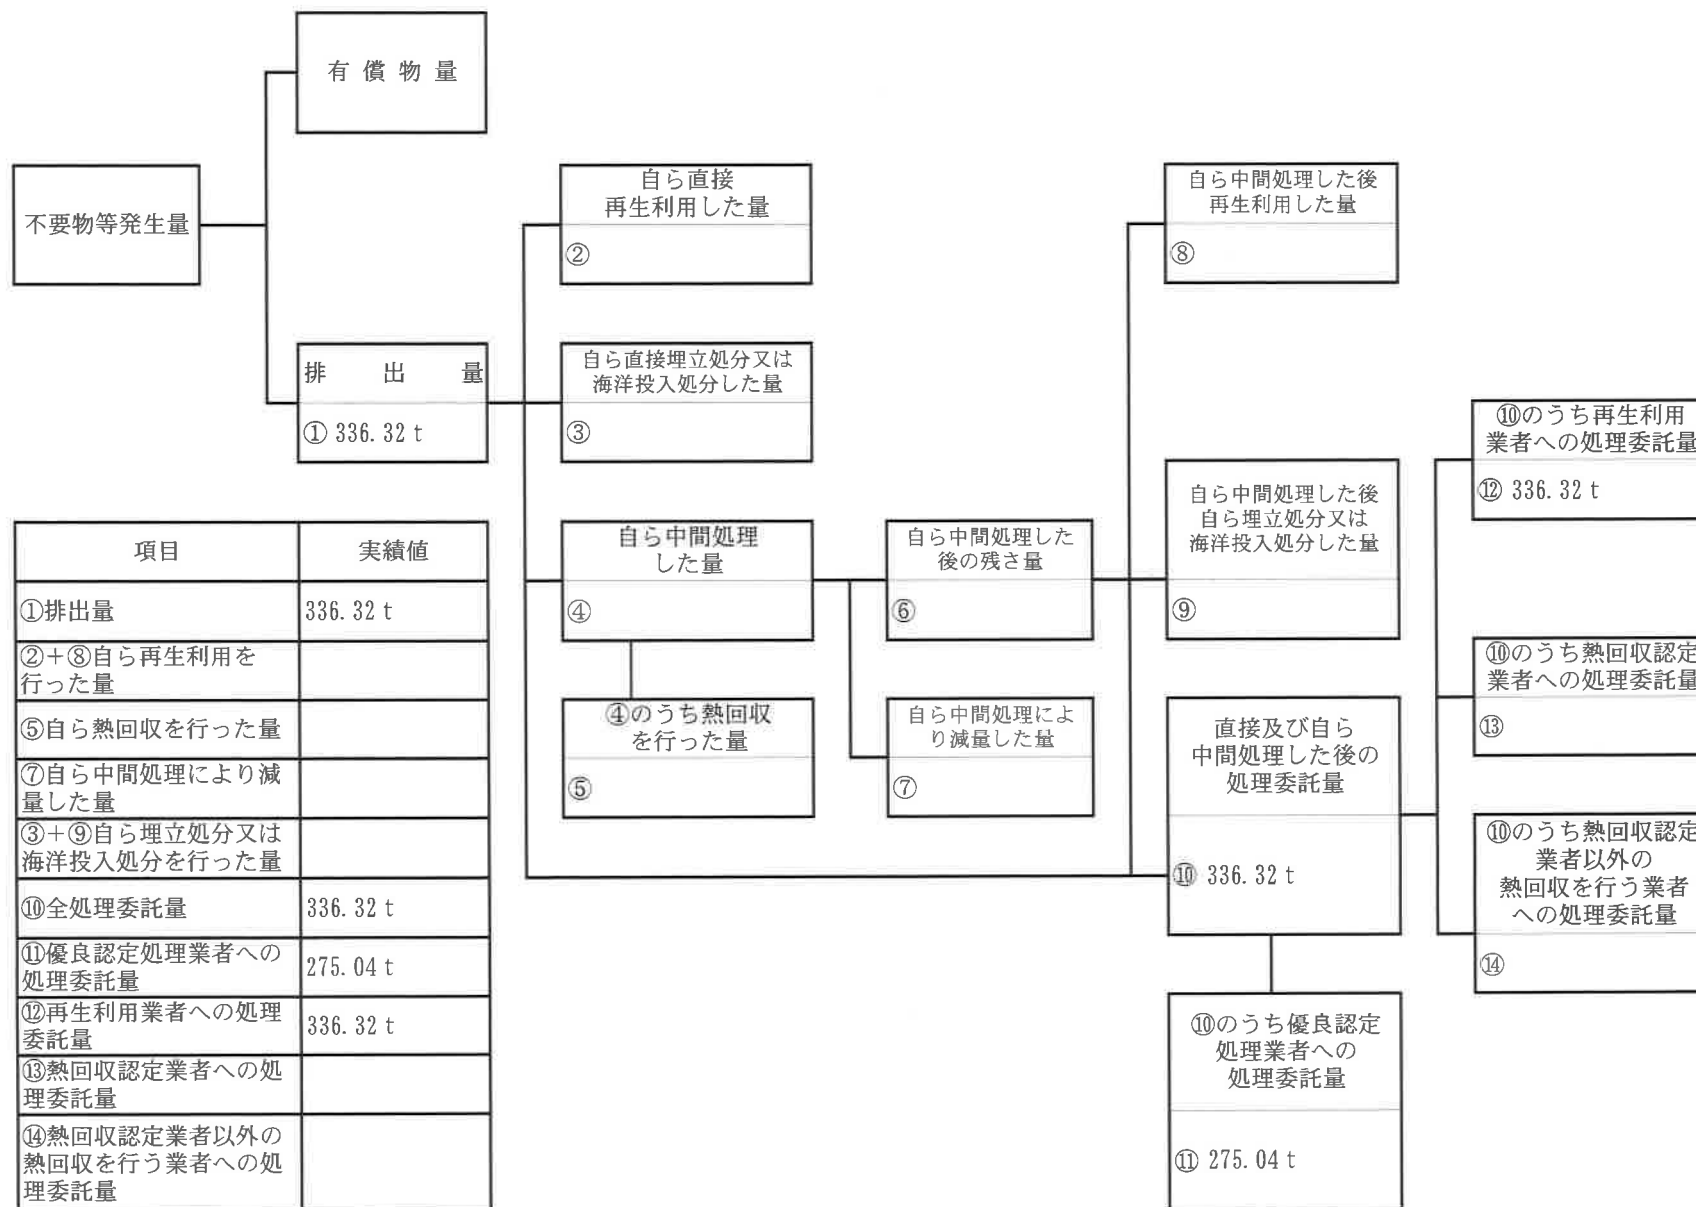 有償物量
不要物等発生量
排出量
①336.32 t
自ら直接
再生利用した量
②
自ら直接埋立処分又は
海洋投入処分した量
③
自ら中間処理
した量
④
④のうち熱回収
を行った量
⑤
自ら中間処理した
後の残さ量
⑥
自ら中間処理によ
り減量した量
⑦
自ら中間処理した後
再生利用した量
⑧
自ら中間処理した後
自ら埋立処分又は
海洋投入処分した量
⑨
直接及び自ら
中間処理した後の
処理委託量
⑩ 336.32 t
⑩のうち優良認定
処理業者への
処理委託量
⑪ 275.04 t
⑩のうち再生利用
業者への処理委託量
⑫ 336.32 t
⑩のうち熱回収認定
業者への処理委託量
⑬
⑩のうち熱回収認定
業者以外の
熱回収を行う業者
への処理委託量
⑭
項目 実績値
①排出量 336.32 t
②+⑧自ら再生利用を
行った量
⑤自ら熱回収を行った量
⑦自ら中間処理により減
量した量
③+⑨自ら埋立処分又は
海洋投入処分を行った量
⑩全処理委託量 336.32 t
⑪優良認定処理業者への
処理委託量 275.04 t
⑫再生利用業者への処理
委託量 336.32 t
⑬熱回収認定業者への処
理委託量
⑭熱回収認定業者以外の
熱回収を行う業者への処
理委託量